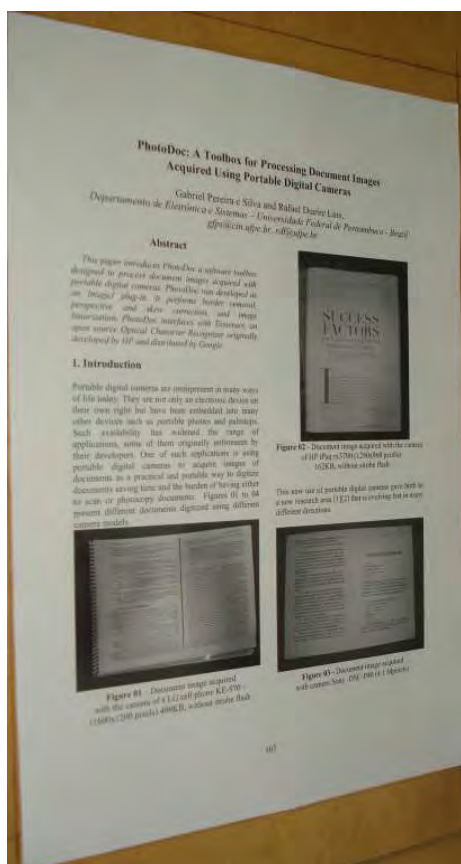 PhotoDoc: A Toolbox for Processing Document Images
Acquired Using Portable Digital Cameras
Gabriel Pereira e Silva and Rafael Dueire Lins,
Departamento de Eletrônica e Sistemas – Universidade Federal de Pernambuco - Brazil
gfps@cin.ufpe.br, rdl@ufpe.br
Abstract
This paper introduces PhotoDoc a software toolbox
designed to process document images acquired with
portable digital cameras. PhotoDoc was developed as
an ImageJ plug-in. It performs border removal,
perspective and skew correction, and image
binarization. PhotoDoc interfaces with Tesseract, an
open source Optical Character Recognizer originally
developed by HP and distributed by Google.
1. Introduction
Portable digital cameras are omnipresent in many ways
of life today. They are not only an electronic device on
their own right but have been embedded into many
other devices such as portable phones and palmtops.
Such availability has widened the range of
applications, some of them originally unforeseen by
their developers. One of such applications is using
portable digital cameras to acquire images of
documents as a practical and portable way to digitize
documents saving time and the burden of having either
to scan or photocopy documents. Figures 01 to 04
present different documents digitized using different
camera models.
Figure 01 - Document image acquired
with the camera of a LG cell phone KE-970 -
(1600x1200 pixels) 409KB, without strobe flash
SUCCESS
FACTORS
Figure 02 - Document image acquired with the camera
of HP iPaq rx3700 (1280x960 pixels)
162KB, without strobe flash
This new use of portable digital cameras gave birth to
a new research area [1][2] that is evolving fast in many
different directions.
Figure 03 - Document image acquired
with camera Sony DSC-P40 (4.1 Mpixels)